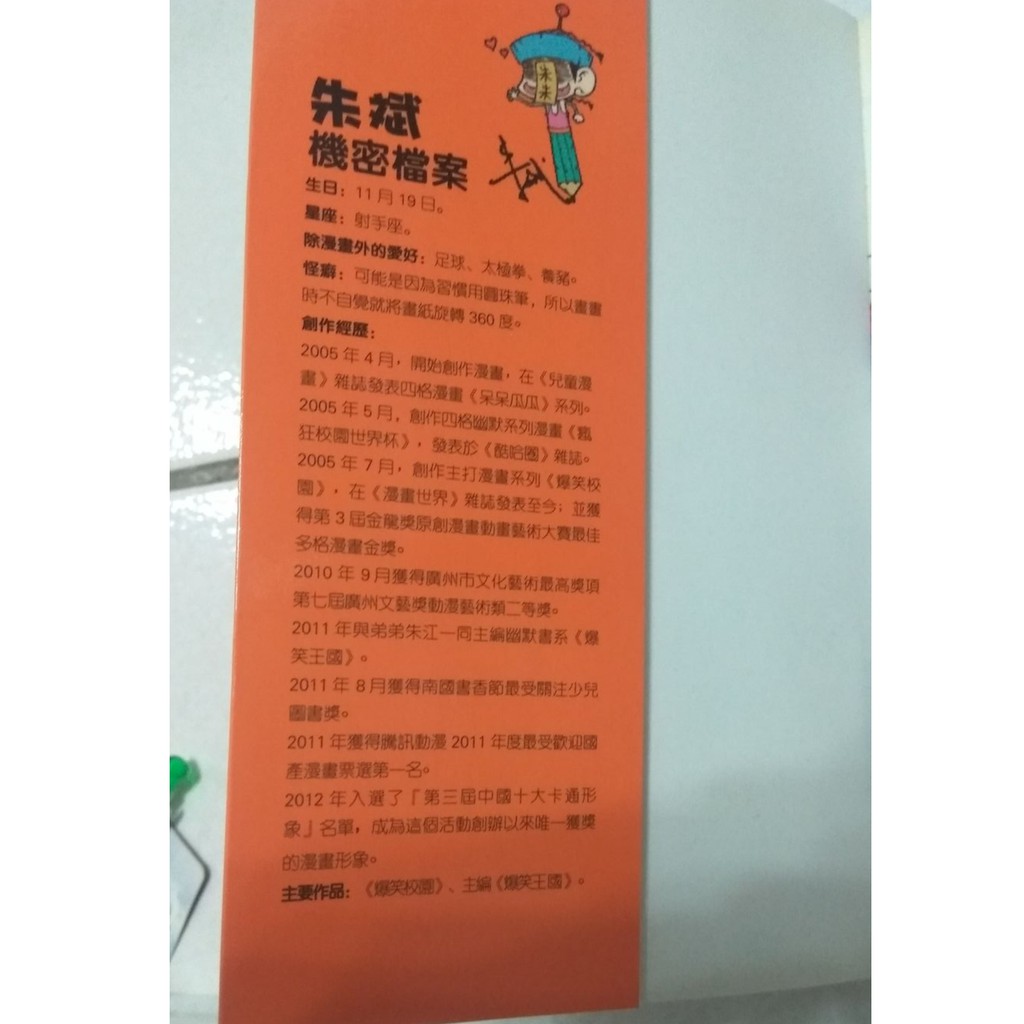 朱斌
機密檔案
朱
朱
生日：11 月 19 日。
星座：射手座。
除漫畫外的愛好：足球、太極拳、養豬。
怪癖：可能是因為習慣用圓珠筆，所以畫畫
時不自覺就將畫紙旋轉 360 度。
創作經歷：
2005 年 4 月，開始創作漫畫，在《兒童漫
畫》雜誌發表四格漫畫《呆呆瓜瓜》系列。
2005 年 5 月，創作四格幽默系列漫畫《瘋
狂校園世界杯》，發表於《酷哈圈》雜誌。
2005 年 7 月，創作主打漫畫系列《爆笑校
園》，在《漫畫世界》雜誌發表至今；並獲
得第 3 屆金龍獎原創漫畫動畫藝術大賽最佳
多格漫畫金獎。
2010 年 9 月獲得廣州市文化藝術最高獎項
第七屆廣州文藝獎動漫藝術類二等獎。
2011 年與弟弟朱江一同主編幽默書系《爆
笑王國》。
2011 年 8 月獲得南國書香節最受關注少兒
圖書獎。
2011 年獲得騰訊動漫 2011 年度最受歡迎國
產漫畫票選第一名。
2012 年入選了「第三屆中國十大卡通形
象」名單，成為這個活動創辦以來唯一獲獎
的漫畫形象。
主要作品：《爆笑校園》、主編《爆笑王國》。